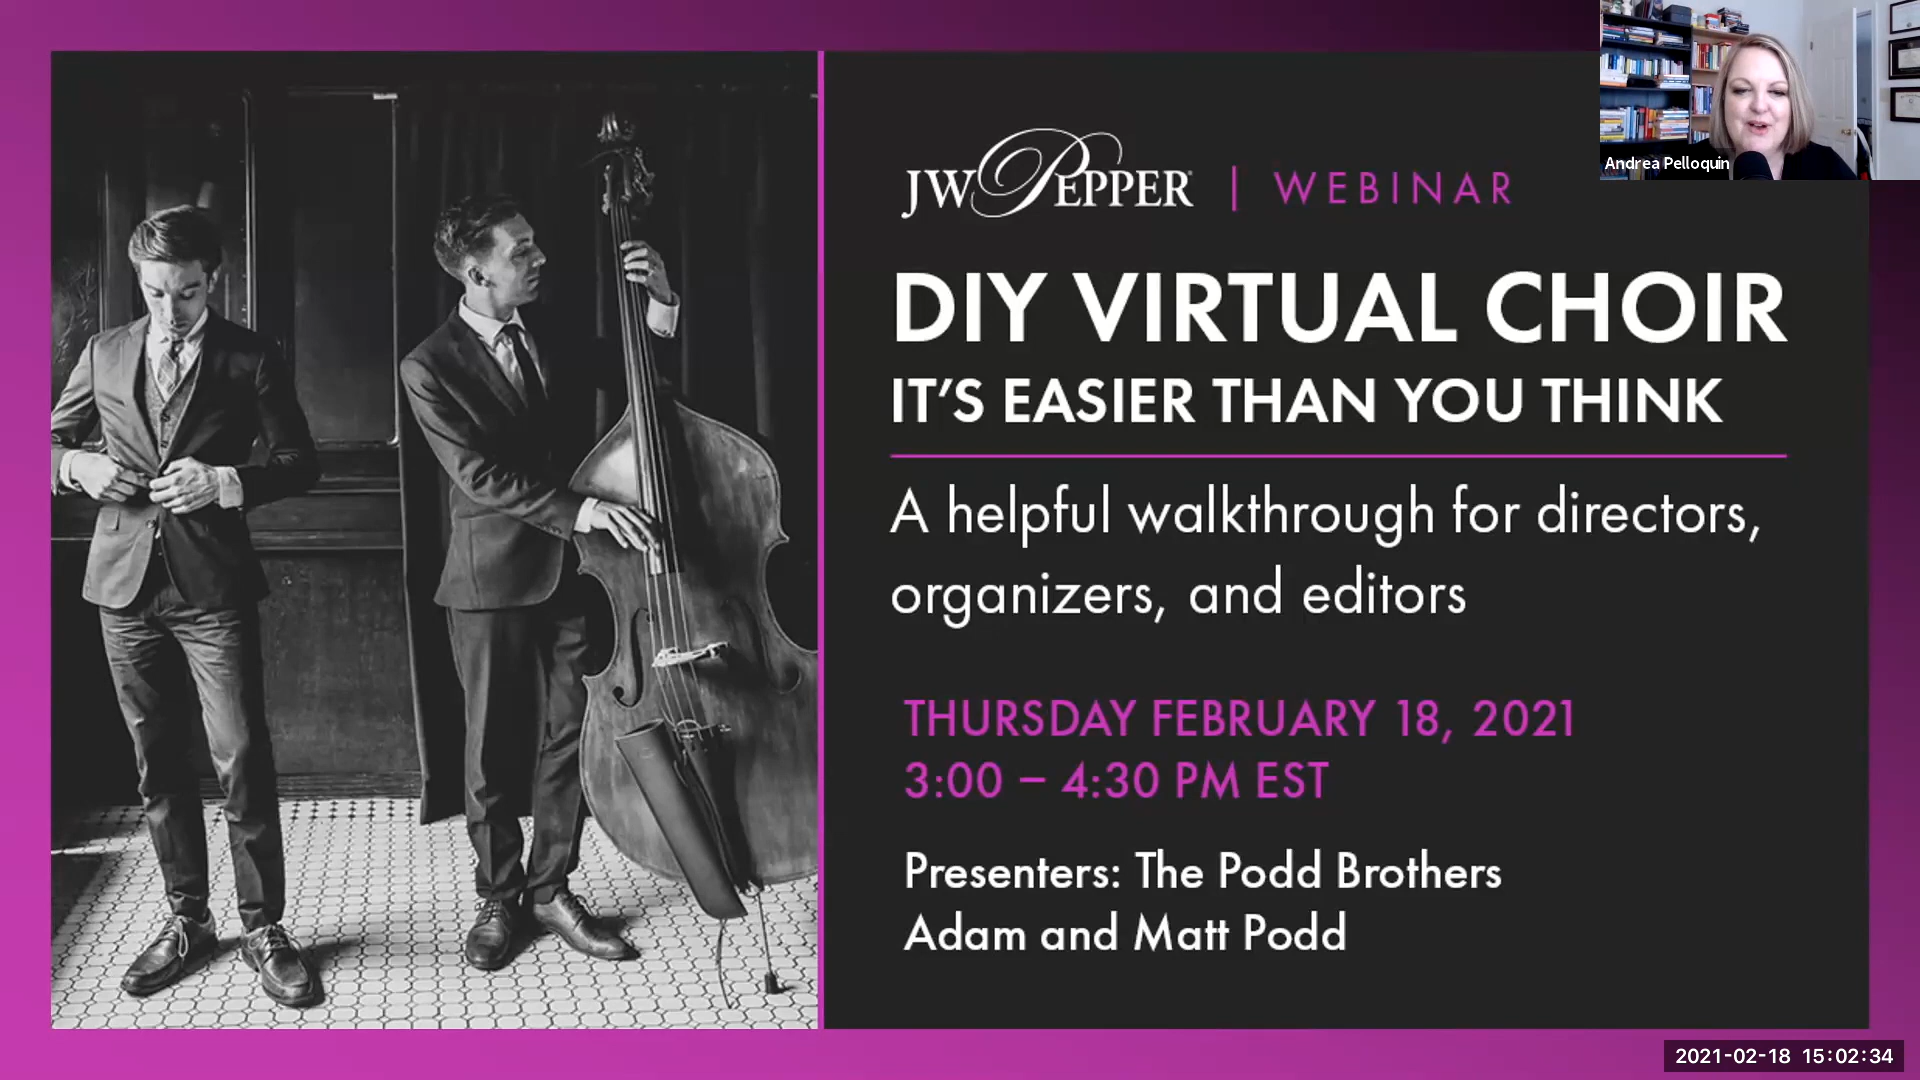 Andrea Pelloquin
JW PEPPER | WEBINAR
DIY VIRTUAL CHOIR
IT'S EASIER THAN YOU THINK
A helpful walkthrough for directors,
organizers, and editors
THURSDAY FEBRUARY 18, 2021
3:00 – 4:30 PM EST
Presenters: The Podd Brothers
Adam and Matt Podd
2021-02-18 15:02:34